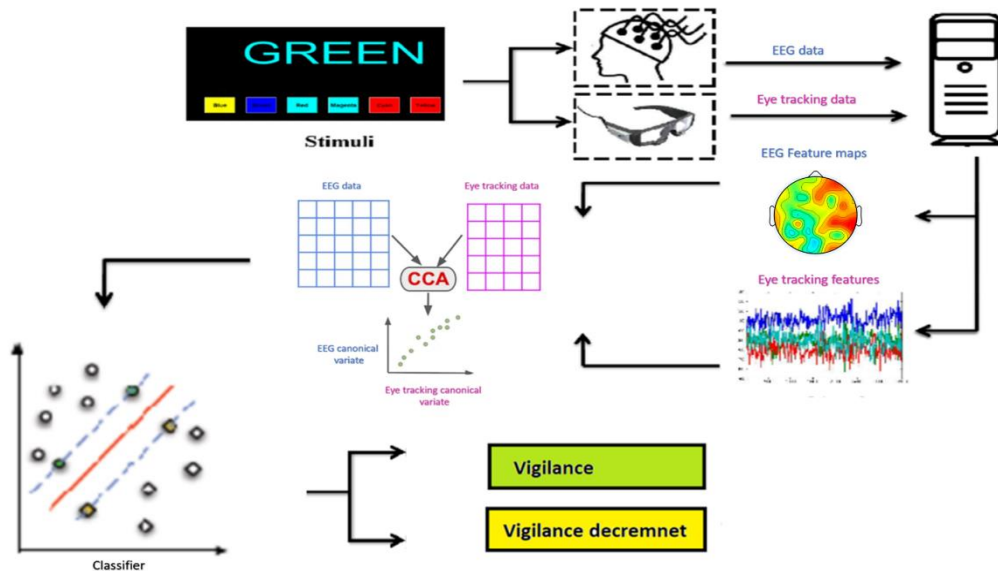 GREEN
Blue
Red
Magenta
Stimuli
EEG data
Eye tracking data
EEG Feature maps
Eye tracking features
EEG data
Eye tracking data
CCA
EEG canonical
variate
Eye tracking canonical
variate
Vigilance
Vigilance decremnet
Classifier